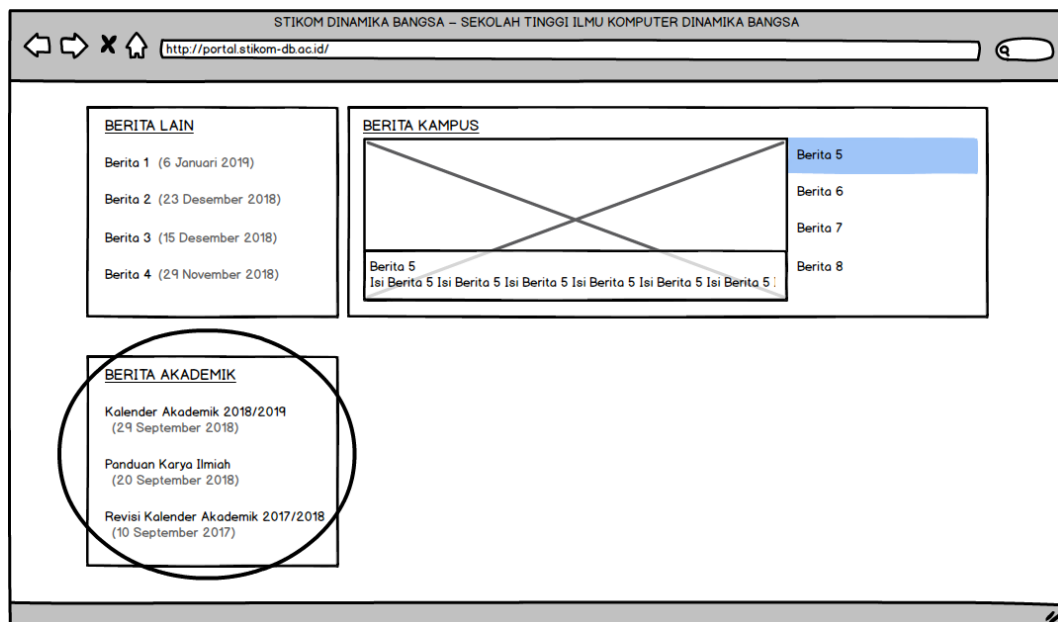 STIKOM DINAMIKA BANGSA – SEKOLAH TINGGI ILMU KOMPUTER DINAMIKA BANGSA
http://portal.stikom-db.ac.id/
BERITA LAIN
Berita 1 (6 Januari 2019)
Berita 2 (23 Desember 2018)
Berita 3 (15 Desember 2018)
Berita 4 (29 November 2018)
BERITA KAMPUS
Berita 5
Isi Berita 5 Isi Berita 5 Isi Berita 5 Isi Berita 5 Isi Berita 5 Isi Berita 5
Berita 5
Berita 6
Berita 7
Berita 8
BERITA AKADEMIK
Kalender Akademik 2018/2019
(29 September 2018)
Panduan Karya Ilmiah
(20 September 2018)
Revisi Kalender Akademik 2017/2018
(10 September 2017)